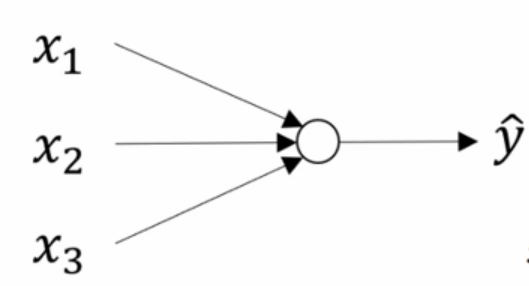 x₁
x₂ ŷ
x₃